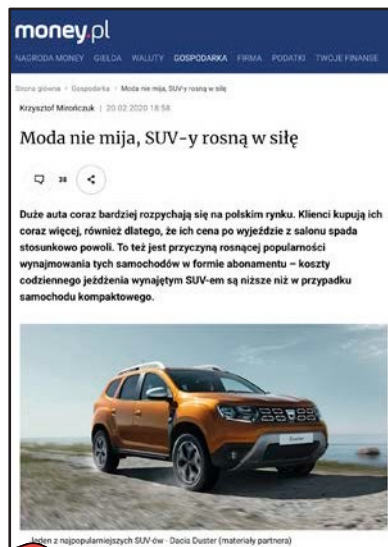 money.pl
NAGRODA MONEY GIEŁDA WALUTY GOSPODARKA FIRMA PODATKI TWOJE FINANSE
Strona główna > Gospodarka > Moda nie mija, SUV-y rosną w siłę
Krzysztof Mirończuk | 20.02.2020 18:58
Moda nie mija, SUV-y rosną w siłę
38
Duże auta coraz bardziej rozpychają się na polskim rynku. Klienci kupują ich
coraz więcej, również dlatego, że ich cena po wyjeździe z salonu spada
stosunkowo powoli. To też jest przyczyną rosnącej popularności
wynajmowania tych samochodów w formie abonamentu – koszty
codziennego jeżdżenia wynajętym SUV-em są niższe niż w przypadku
samochodu kompaktowego.
Duster
Jeden z najpopularniejszych SUV-ów - Dacia Duster (materiały partnera)